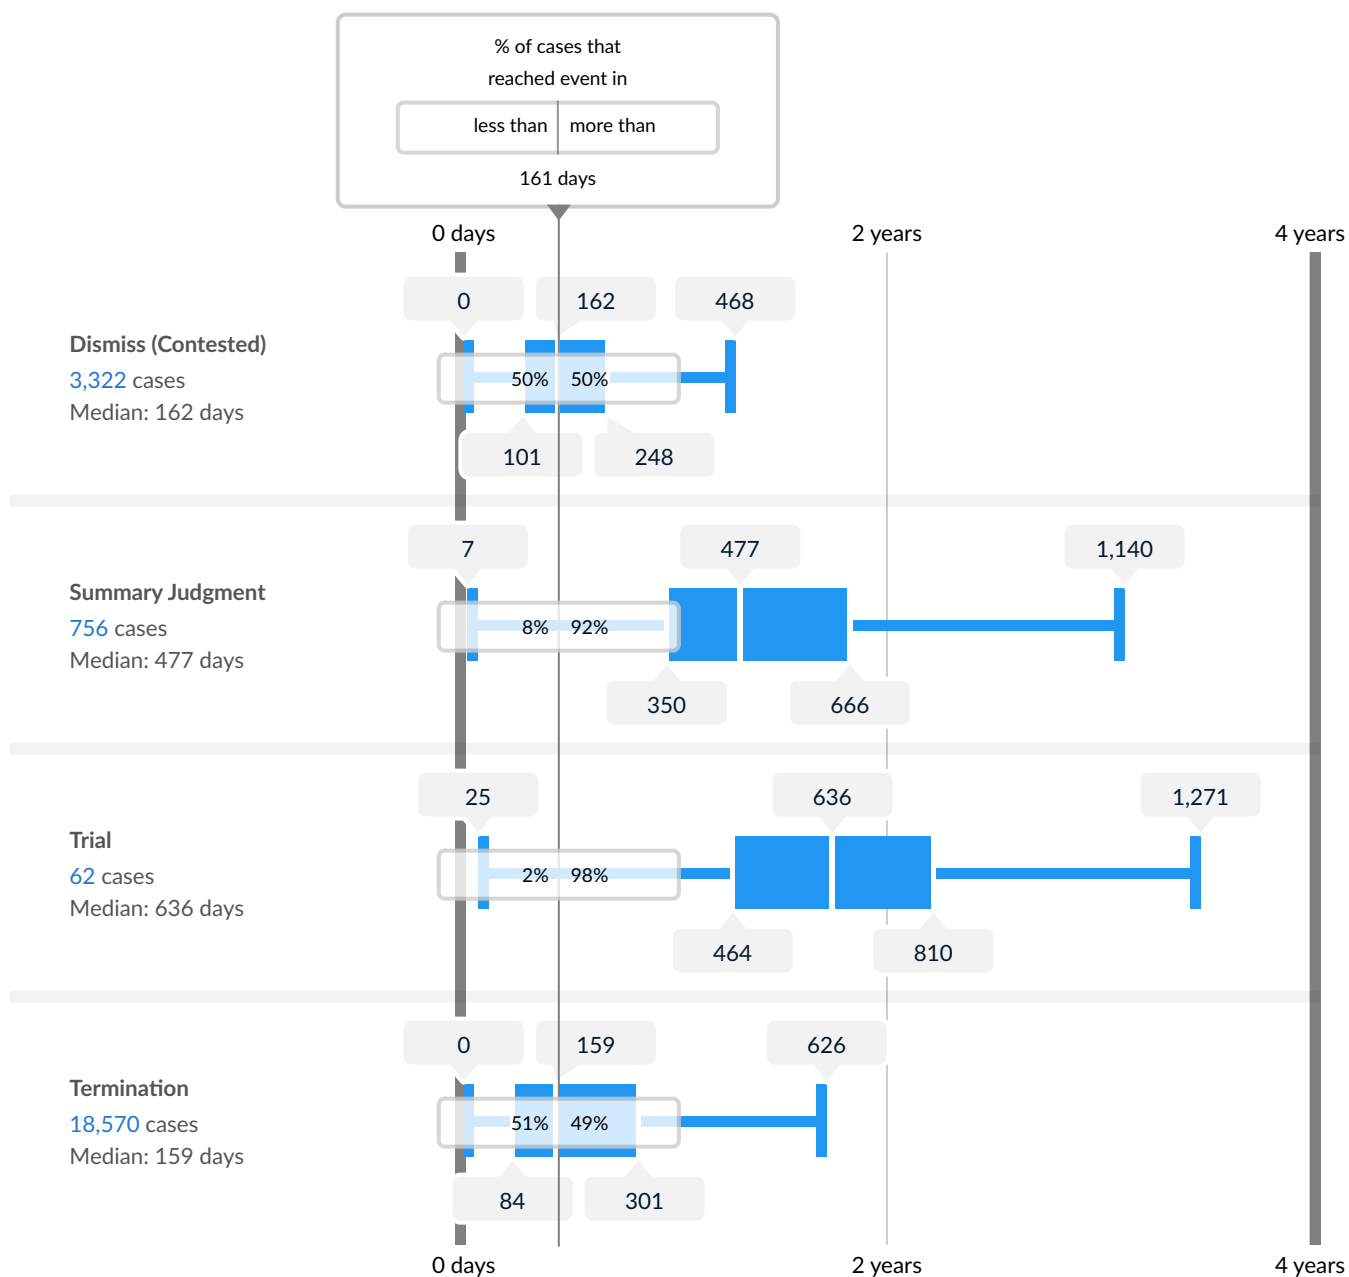 % of cases that
reached event in
less than more than
161 days
0 days 2 years 4 years
0 162 468
Dismiss (Contested)
3,322 cases
50% 50%
Median: 162 days
101 248
7 477 1,140
Summary Judgment
756 cases
8% 92%
Median: 477 days
350 666
25 636 1,271
Trial
62 cases
2% 98%
Median: 636 days
464 810
0 159 626
Termination
18,570 cases
51% 49%
Median: 159 days
84 301
0 days 2 years 4 years